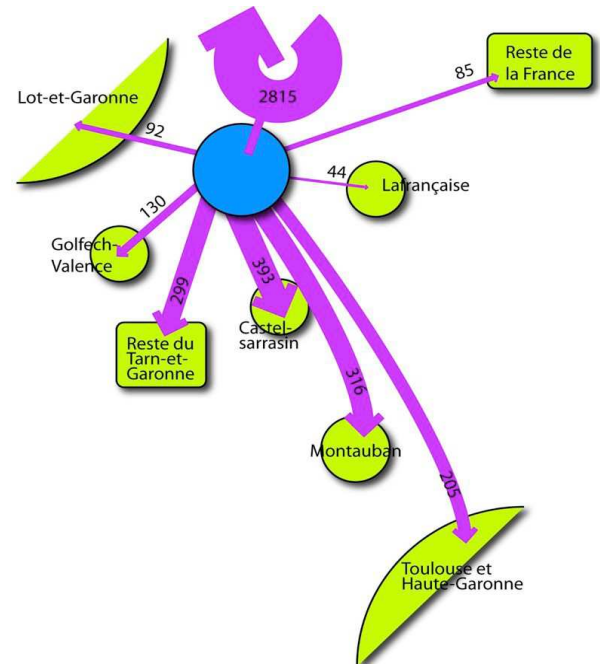 2815
Reste de
la France
85
Lot-et-Garonne
92
44
Lafrançaise
130
Golfech-
Valence
299
393
Castel-
sarrasin
Reste du
Tarn-et-
Garonne
316
Montauban
205
Toulouse et
Haute-Garonne